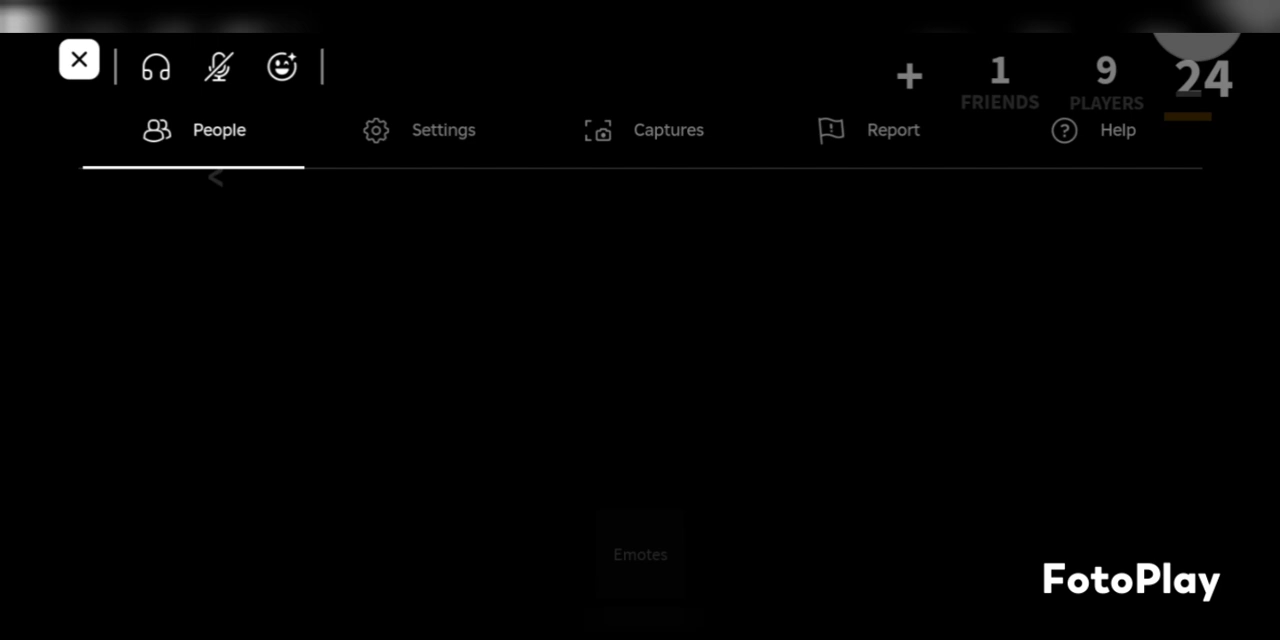 1 9 24
FRIENDS PLAYERS
People Settings Captures Report Help
Emotes
FotoPlay